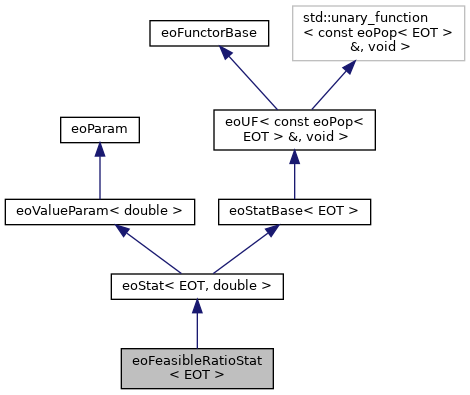 std::unary_function
< const eoPop< EOT >
&, void >
eoFunctorBase
eoUF< const eoPop<
EOT > &, void >
eoParam
eoValueParam< double >
eoStatBase< EOT >
eoStat< EOT, double >
eoFeasibleRatioStat
< EOT >